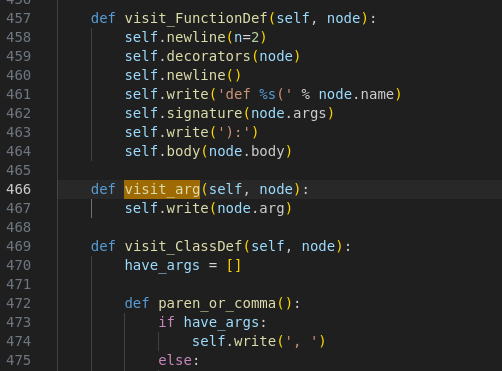 457 def visit_FunctionDef(self, node):
458 self.newline(n=2)
459 self.decorators(node)
460 self.newline()
461 self.write('def %s(' % node.name)
462 self.signature(node.args)
463 self.write('):')
464 self.body(node.body)
465
466 def visit_arg(self, node):
467 self.write(node.arg)
468
469 def visit_ClassDef(self, node):
470 have_args = []
471
472 def paren_or_comma():
473 if have_args:
474 self.write(', ')
475 else: